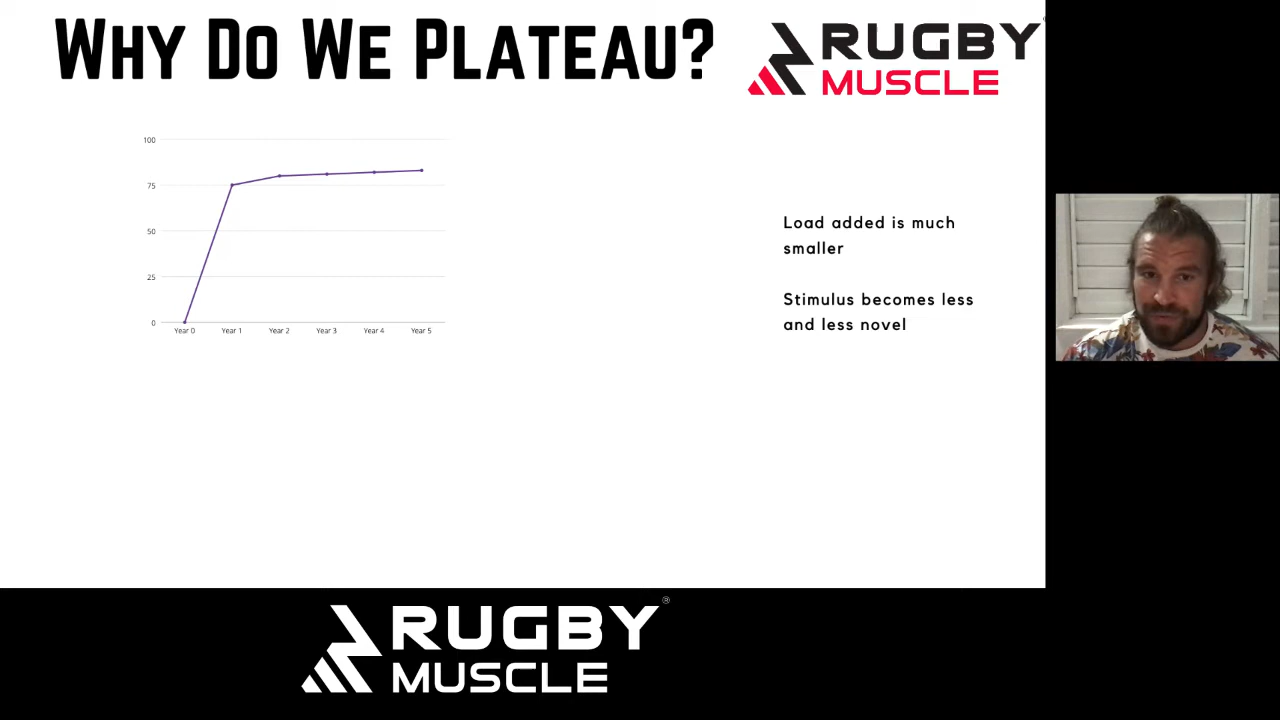 WHY DO WE PLATEAU?
RUGBY
MUSCLE
100
75
50
25
0
Year 0 Year 1 Year 2 Year 3 Year 4 Year 5
Load added is much
smaller
Stimulus becomes less
and less novel
RUGBY®
MUSCLE